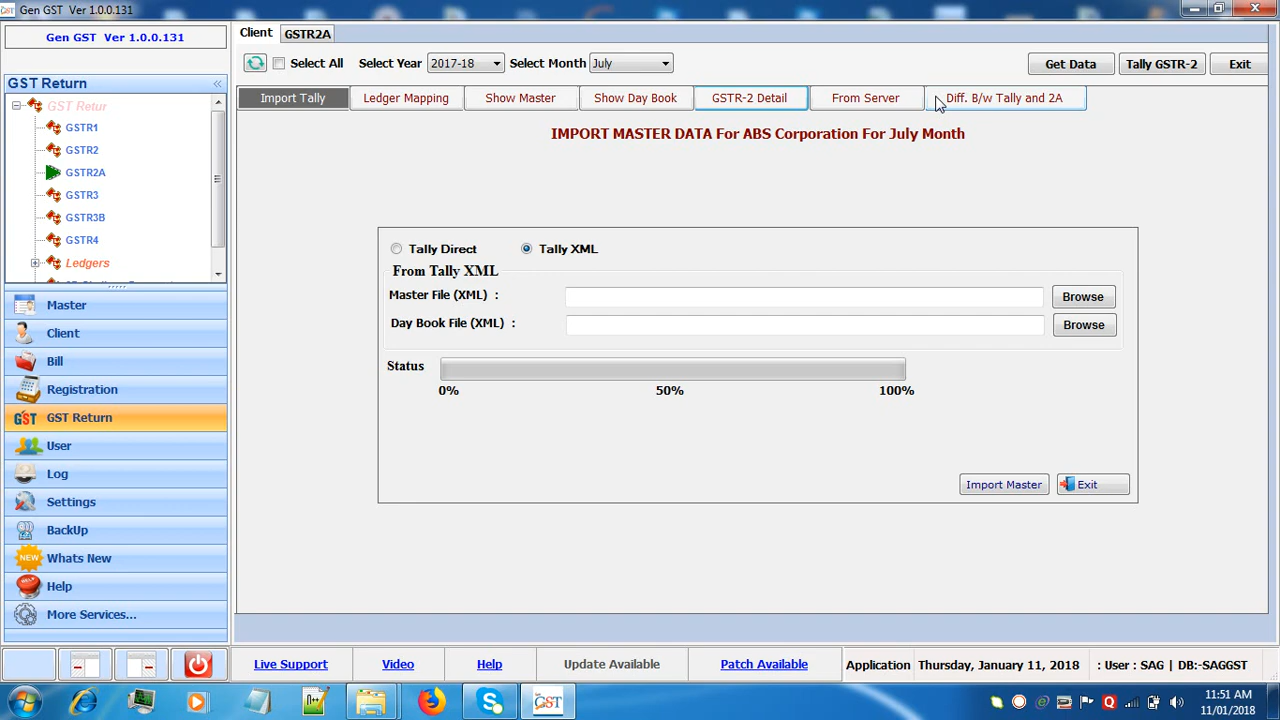 Gen GST Ver 1.0.0.131
Gen GST Ver 1.0.0.131
GST Return
GST Retur
GSTR1
GSTR2
GSTR2A
GSTR3
GSTR3B
GSTR4
Ledgers
Master
Client
Bill
Registration
GST Return
User
Log
Settings
BackUp
Whats New
Help
More Services...
Client GSTR2A
Select All Select Year 2017-18 Select Month July Get Data Tally GSTR-2 Exit
Import Tally Ledger Mapping Show Master Show Day Book GSTR-2 Detail From Server Diff. B/w Tally and 2A
IMPORT MASTER DATA For ABS Corporation For July Month
Tally Direct Tally XML
From Tally XML
Master File (XML) : Browse
Day Book File (XML) : Browse
Status
0% 50% 100%
Import Master Exit
Live Support Video Help Update Available Patch Available Application Thursday, January 11, 2018 : User : SAG | DB:-SAGGST
11:51 AM
11/01/2018